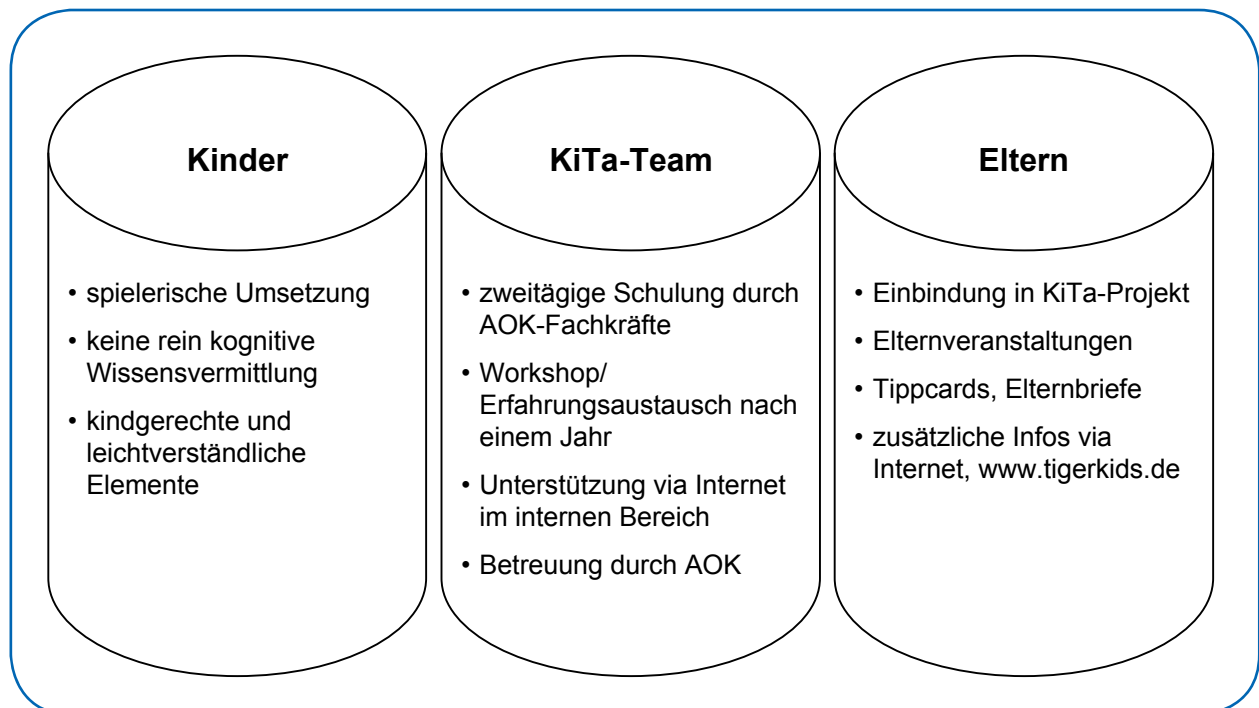 Kinder
• spielerische Umsetzung
• keine rein kognitive
Wissensvermittlung
• kindgerechte und
leichtverständliche
Elemente
KiTa-Team
• zweitägige Schulung durch
AOK-Fachkräfte
• Workshop/
Erfahrungsaustausch nach
einem Jahr
• Unterstützung via Internet
im internen Bereich
• Betreuung durch AOK
Eltern
• Einbindung in KiTa-Projekt
• Elternveranstaltungen
• Tippcards, Elternbriefe
• zusätzliche Infos via
Internet, www.tigerkids.de